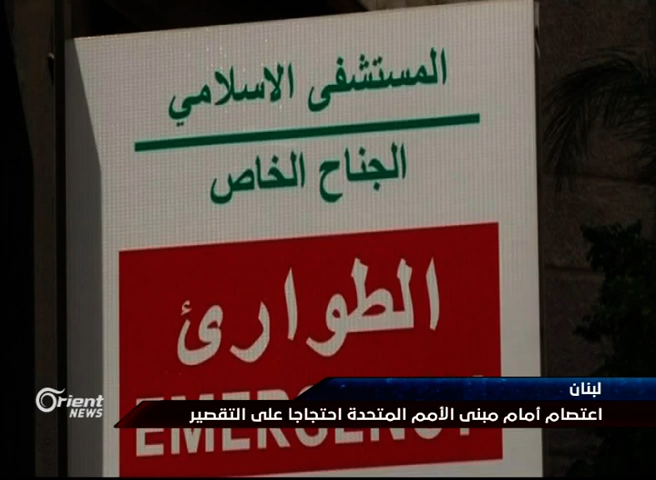 المستشفى الاسلامي
الجناح الخاص
الطوارئ
EMERGENCY
لبنان
اعتصام أمام مبنى الأمم المتحدة احتجاجا على التقصير
Orient
NEWS